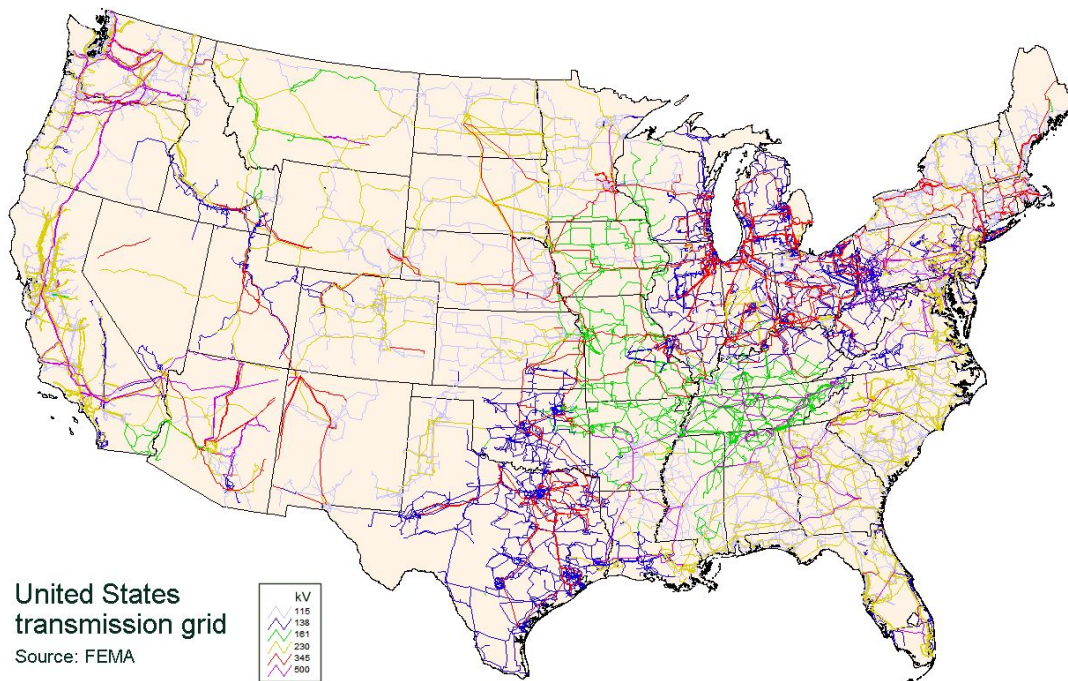 United States
transmission grid
Source: FEMA
kV
115
138
161
230
345
500